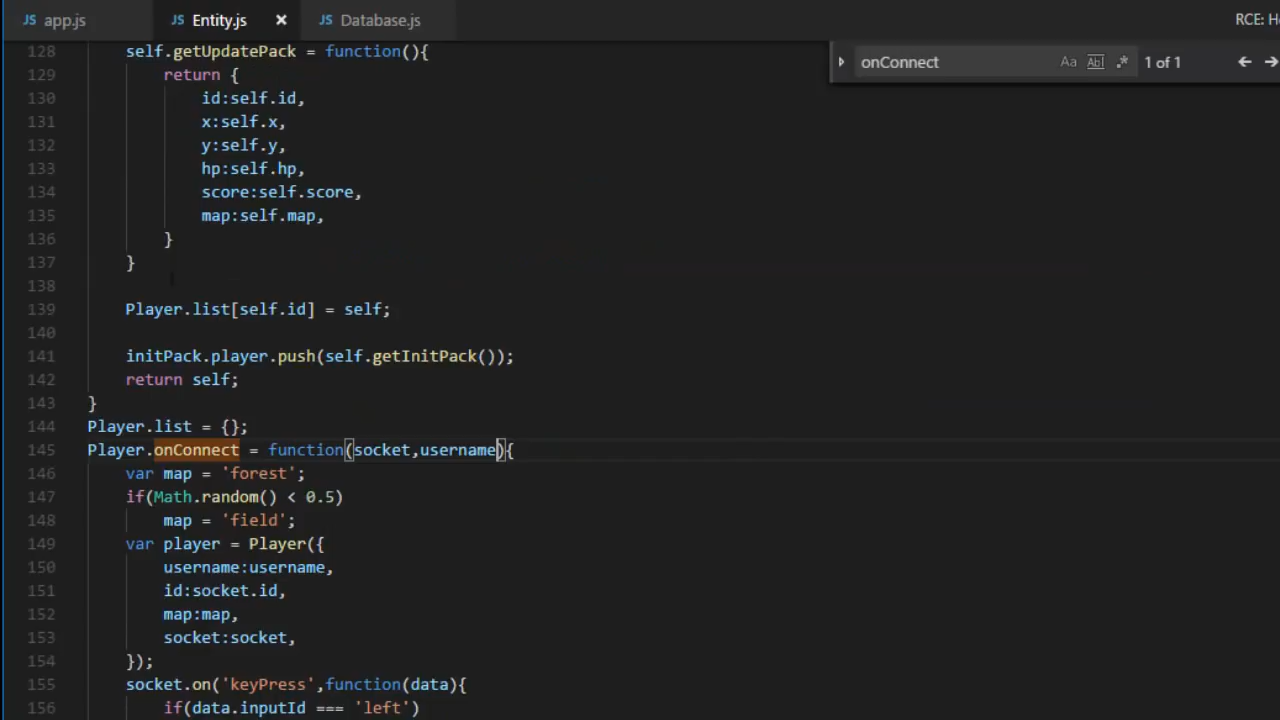 JS app.js JS Entity.js × JS Database.js RCE: H
onConnect Aa Abl .* 1 of 1
128 self.getUpdatePack = function(){
129 return {
130 id:self.id,
131 x:self.x,
132 y:self.y,
133 hp:self.hp,
134 score:self.score,
135 map:self.map,
136 }
137 }
138
139 Player.list[self.id] = self;
140
141 initPack.player.push(self.getInitPack());
142 return self;
143 }
144 Player.list = {};
145 Player.onConnect = function(socket,username){
146 var map = 'forest';
147 if(Math.random() < 0.5)
148 map = 'field';
149 var player = Player({
150 username:username,
151 id:socket.id,
152 map:map,
153 socket:socket,
154 });
155 socket.on('keyPress',function(data){
156 if(data.inputId === 'left')